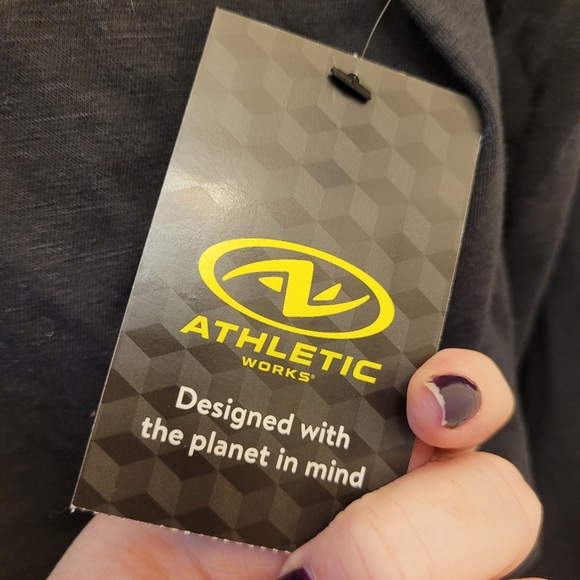 ATHLETIC
WORKS®
Designed with
the planet in mind